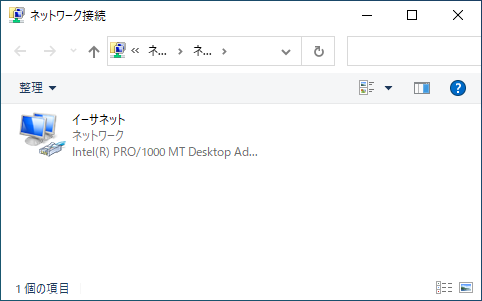 ネットワーク接続
« ネ... › ネ... ›
整理
イーサネット
ネットワーク
Intel(R) PRO/1000 MT Desktop Ad...
1 個の項目